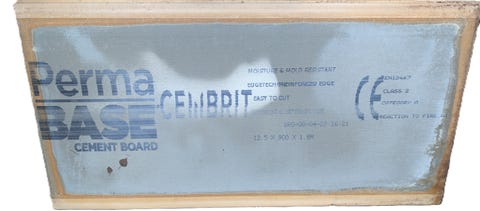 Perma
BASE
CEMENT BOARD
CEMBRIT
MOISTURE & MOLD RESISTANT
EDGETECH REINFORCED EDGE
EASY TO CUT
12.5 X 900 X 1.8M
CE
EN12467
CLASS 2
CATEGORY
REACTION TO FIRE